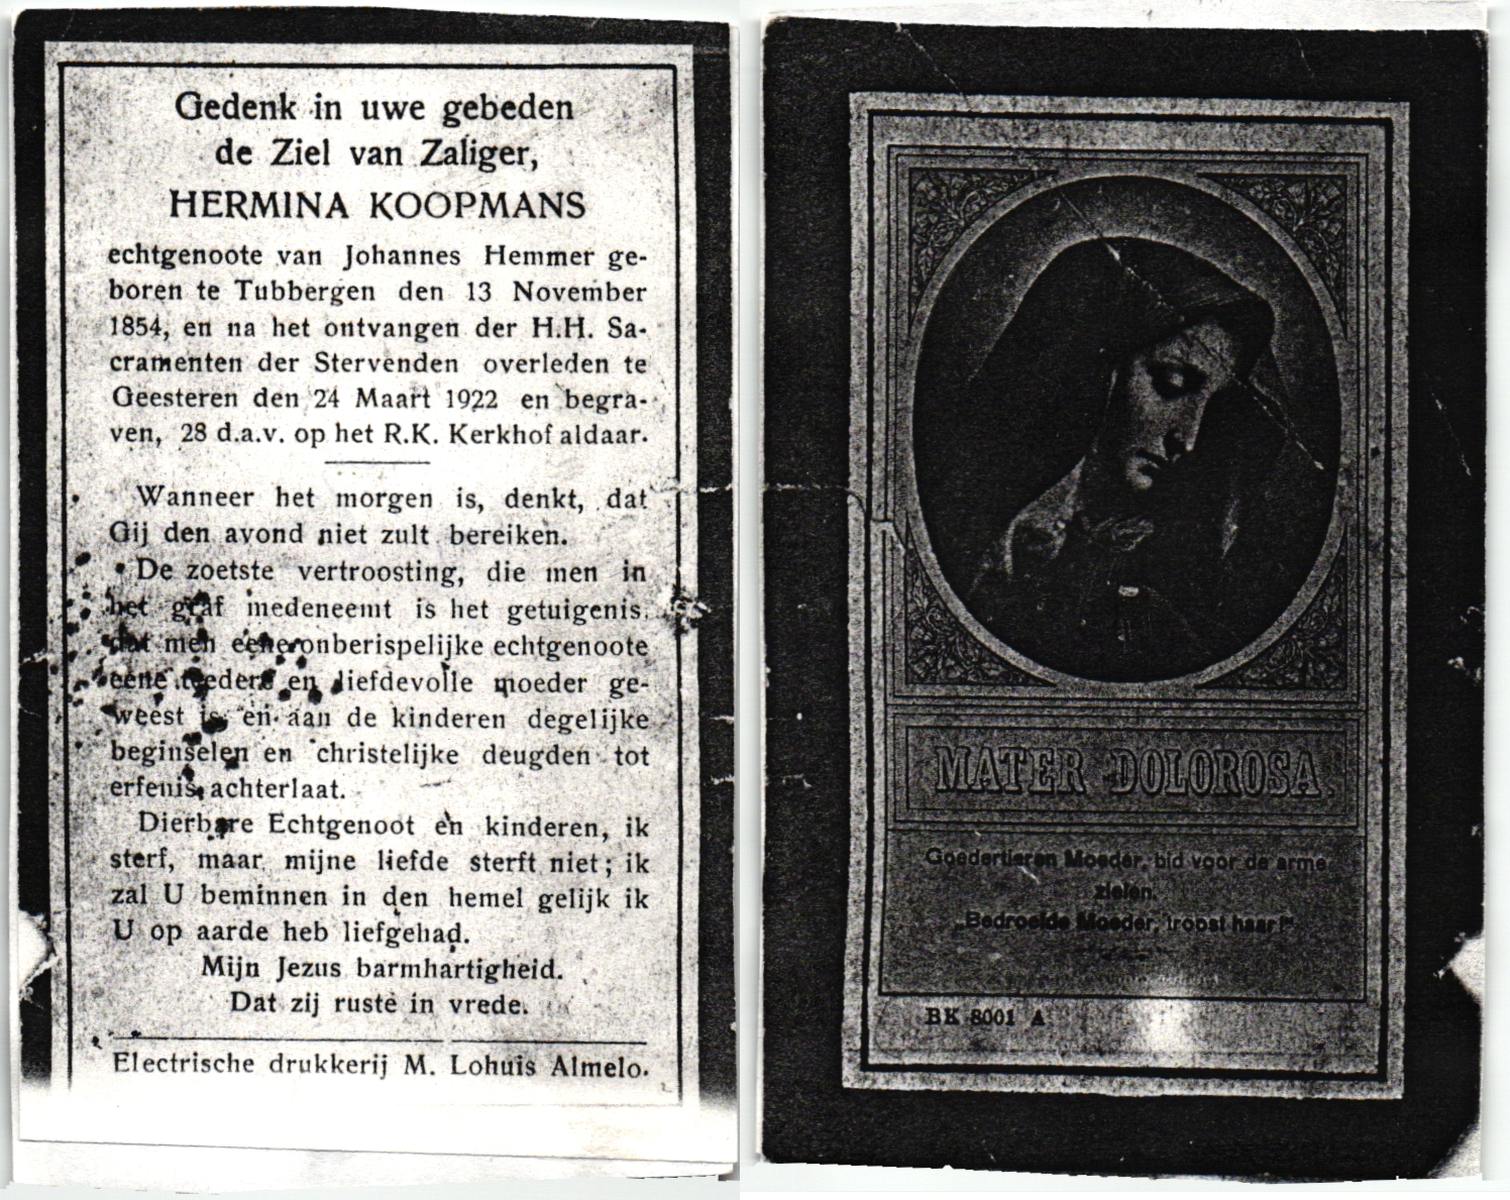 Gedenk in uwe gebeden
de Ziel van Zaliger,
HERMINA KOOPMANS
echtgenoote van Johannes Hemmer ge-
boren te Tubbergen den 13 November
1854, en na het ontvangen der H.H. Sa-
cramenten der Stervenden overleden te
Geesteren den 24 Maart 1922 en begra-
ven, 28 d.a.v. op het R.K. Kerkhof aldaar.
Wanneer het morgen is, denkt, dat
Gij den avond niet zult bereiken.
De zoetste vertroosting, die men in
het graf medeneemt is het getuigenis,
dat men eene onberispelijke echtgenoote
eene teedere en liefdevolle moeder ge-
weest is, en aan de kinderen degelijke
beginselen en christelijke deugden tot
erfenis achterlaat.
Dierbare Echtgenoot en kinderen, ik
sterf, maar mijne liefde sterft niet; ik
zal U beminnen in den hemel gelijk ik
U op aarde heb liefgehad.
Mijn Jezus barmhartigheid.
Dat zij ruste in vrede.
Electrische drukkerij M. Lohuis Almelo.
MATER DOLOROSA
Goedertieren Moeder, bid voor de arme
zielen.
„Bedroefde Moeder, troost haar!"
BK 8001 A